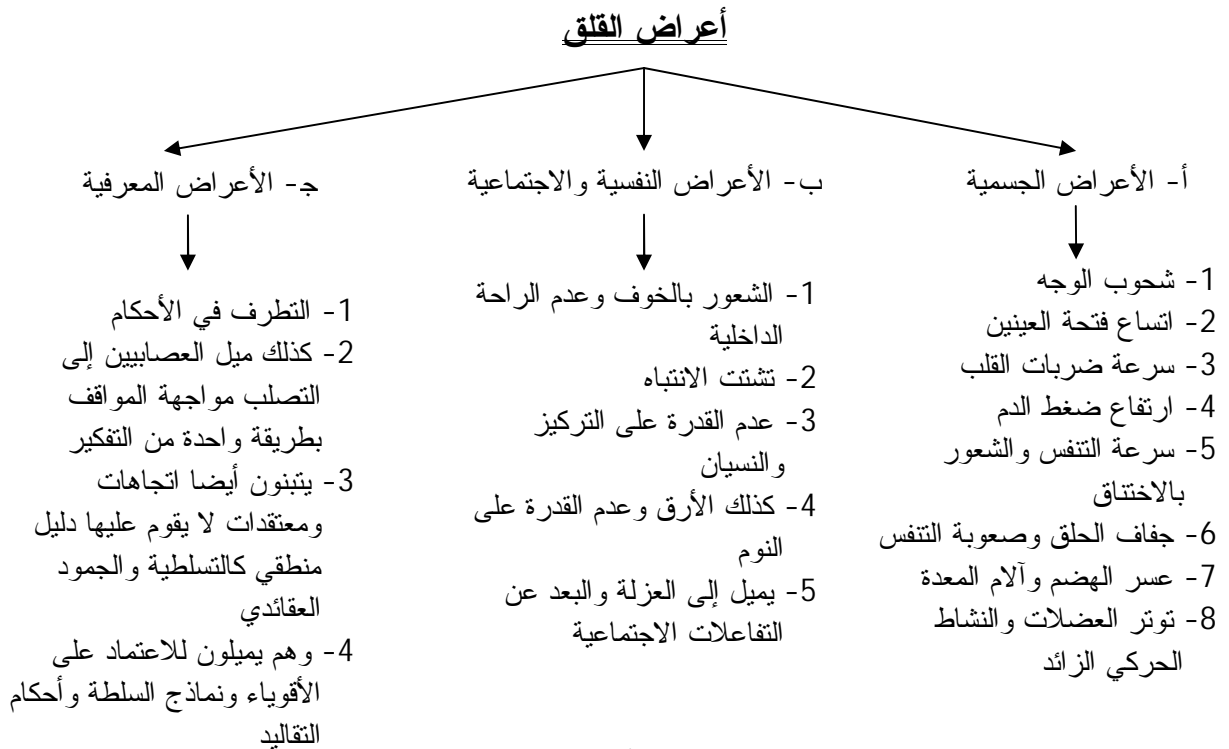 أعراض القلق
أ- الأعراض الجسمية
1- شحوب الوجه
2- اتساع فتحة العينين
3- سرعة ضربات القلب
4- ارتفاع ضغط الدم
5- سرعة التنفس والشعور
بالاختناق
6- جفاف الحلق وصعوبة التنفس
7- عسر الهضم وآلام المعدة
8- توتر العضلات والنشاط
الحركي الزائد
ب- الأعراض النفسية والاجتماعية
1- الشعور بالخوف وعدم الراحة
الداخلية
2- تشتت الانتباه
3- عدم القدرة على التركيز
والنسيان
4- كذلك الأرق وعدم القدرة على
النوم
5- يميل إلى العزلة والبعد عن
التفاعلات الاجتماعية
ج- الأعراض المعرفية
1- التطرف في الأحكام
2- كذلك ميل العصابيين إلى
التصلب مواجهة المواقف
بطريقة واحدة من التفكير
3- يتبنون أيضا اتجاهات
ومعتقدات لا يقوم عليها دليل
منطقي كالتسلطية والجمود
العقائدي
4- وهم يميلون للاعتماد على
الأقوياء ونماذج السلطة وأحكام
التقاليد